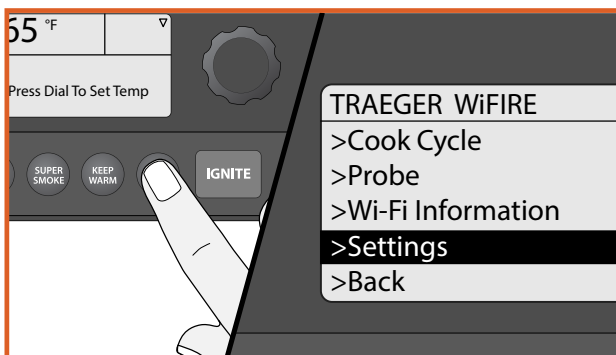 65 °F
Press Dial To Set Temp
SUPER
SMOKE
KEEP
WARM
IGNITE
TRAEGER WiFIRE
>Cook Cycle
>Probe
>Wi-Fi Information
>Settings
>Back